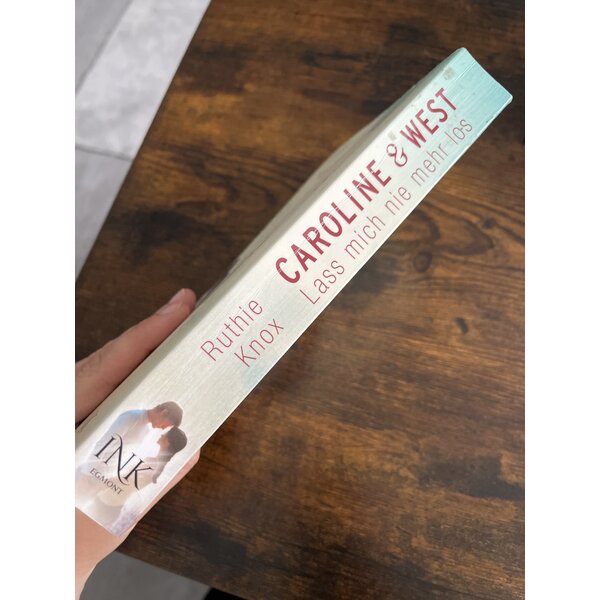 Ruthie
Knox
CAROLINE & WEST
Lass mich nie mehr los
INK
EGMONT